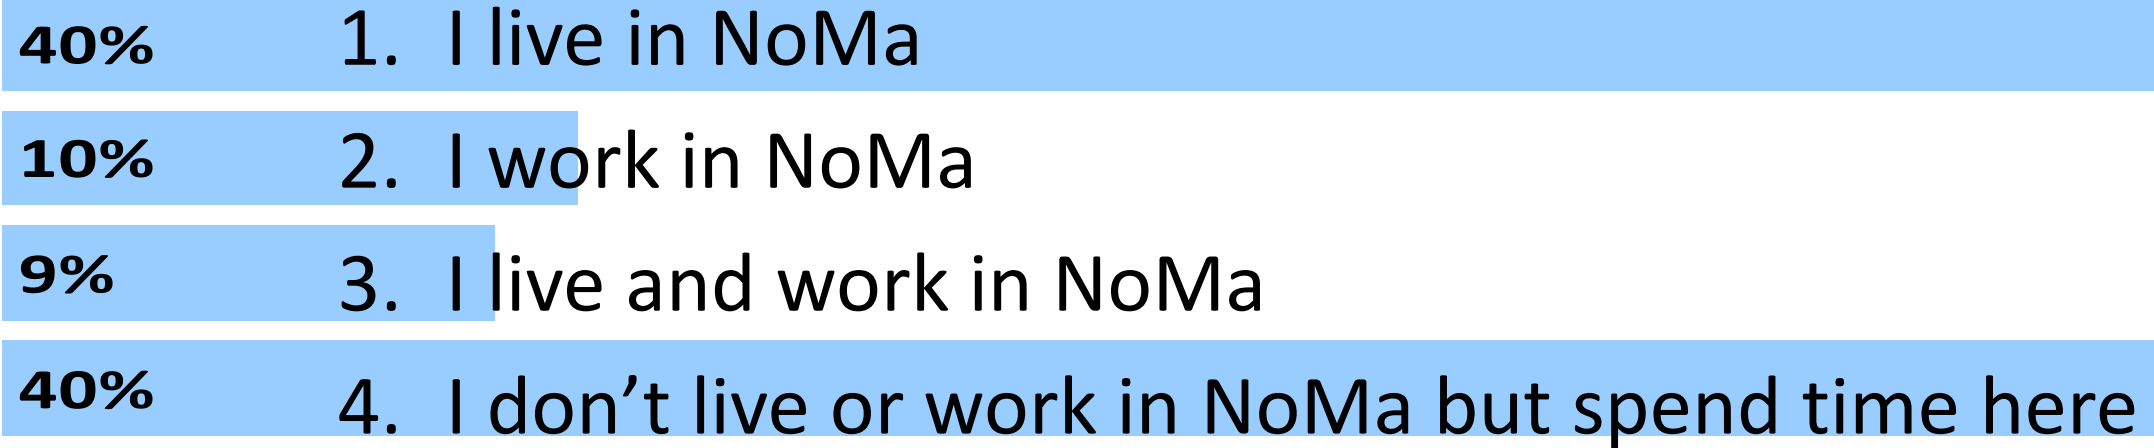 40% 1. I live in NoMa
10% 2. I work in NoMa
9% 3. I live and work in NoMa
40% 4. I don’t live or work in NoMa but spend time here